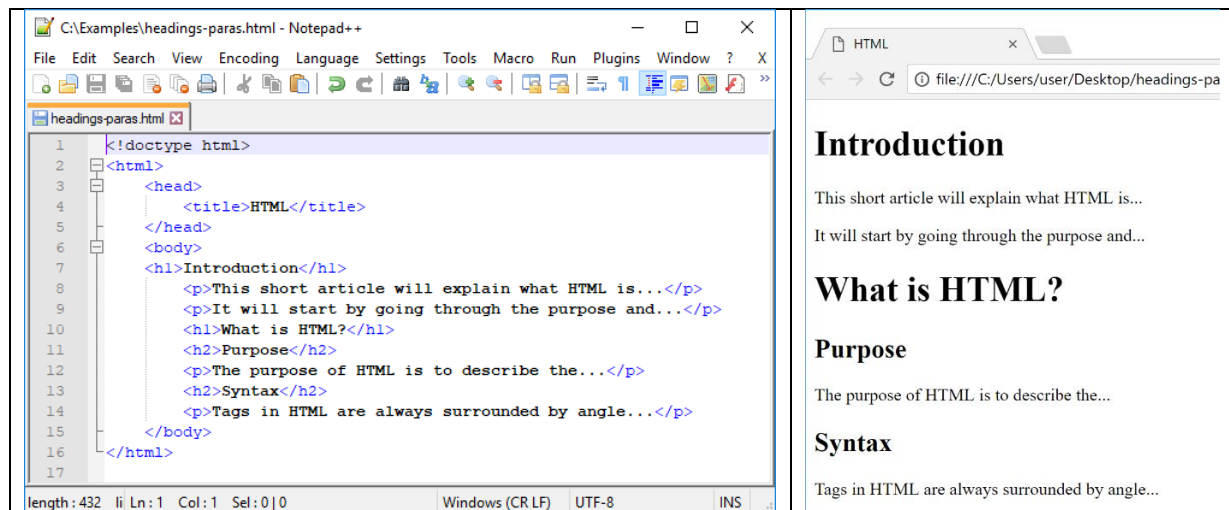 C:\Examples\headings-paras.html - Notepad++
File Edit Search View Encoding Language Settings Tools Macro Run Plugins Window ? X
headings-paras.html
1 <!doctype html>
2 <html>
3 <head>
4 <title>HTML</title>
5 </head>
6 <body>
7 <h1>Introduction</h1>
8 <p>This short article will explain what HTML is...</p>
9 <p>It will start by going through the purpose and...</p>
10 <h1>What is HTML?</h1>
11 <h2>Purpose</h2>
12 <p>The purpose of HTML is to describe the...</p>
13 <h2>Syntax</h2>
14 <p>Tags in HTML are always surrounded by angle...</p>
15 </body>
16 </html>
17
length : 432 li Ln : 1 Col : 1 Sel : 0 | 0 Windows (CR LF) UTF-8 INS
HTML
file:///C:/Users/user/Desktop/headings-pa
Introduction
This short article will explain what HTML is...
It will start by going through the purpose and...
What is HTML?
Purpose
The purpose of HTML is to describe the...
Syntax
Tags in HTML are always surrounded by angle...